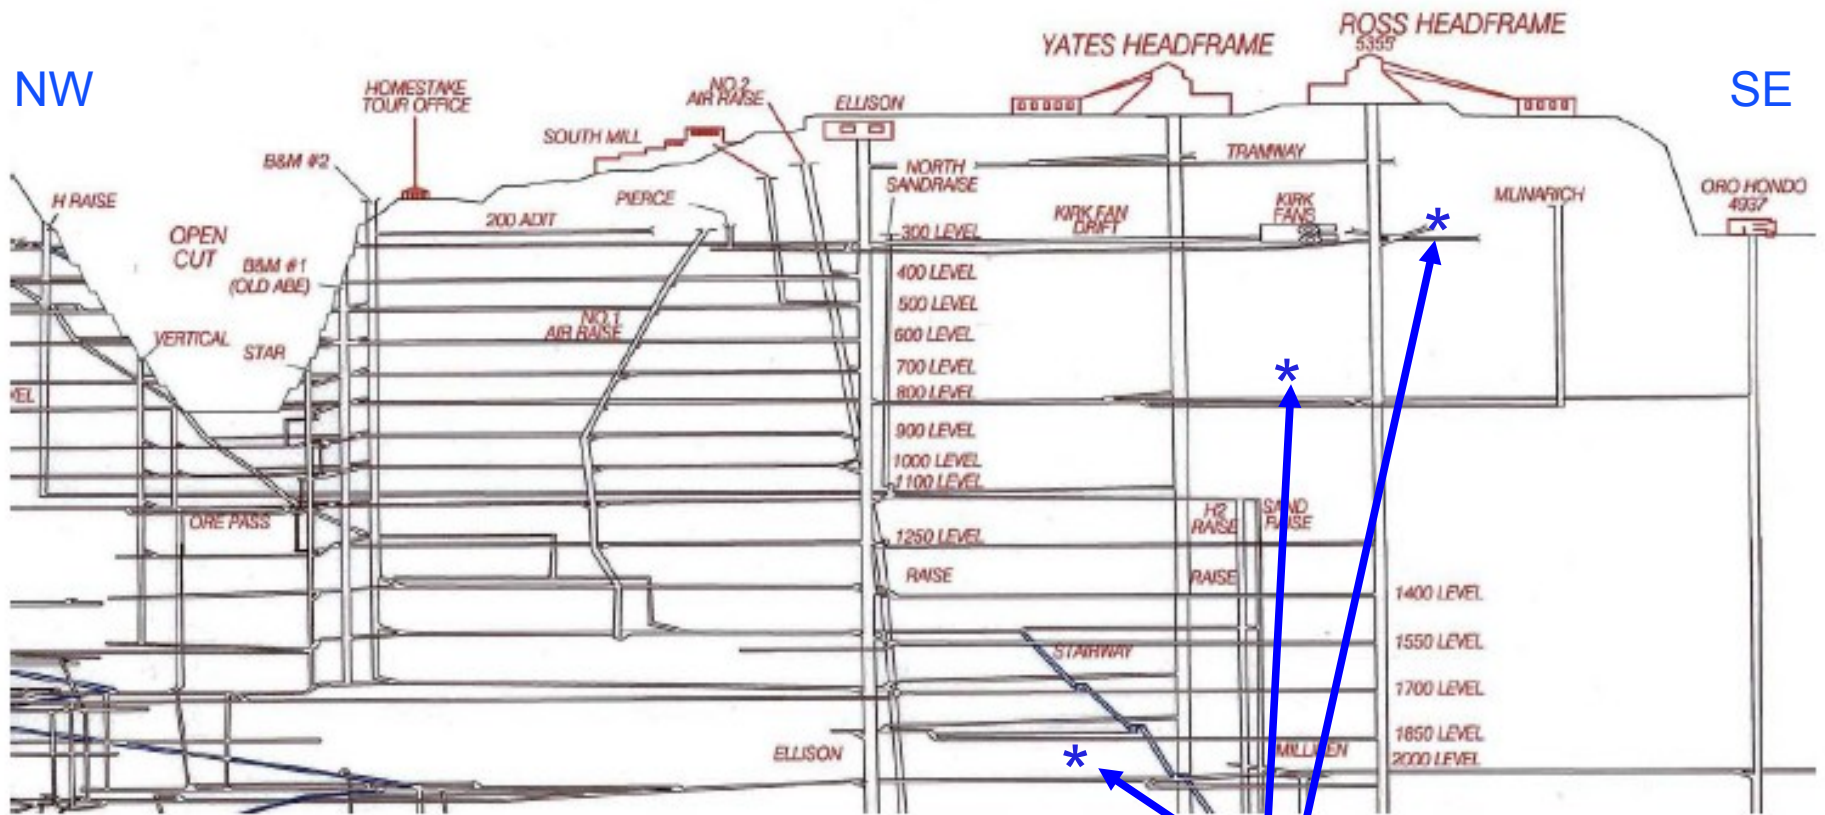 NW
SE
YATES HEADFRAME
ROSS HEADFRAME
5355'
HOMESTAKE
TOUR OFFICE
NO.2
AIR RAISE
ELLISON
SOUTH MILL
B&M #2
H RAISE
OPEN
CUT
200 ADIT
PIERCE
NORTH
SANDRAISE
TRAMWAY
KIRK FAN
DRIFT
KIRK
FANS
*
MUNARICH
ORO HONDO
4937'
B&M #1
(OLD ABE)
300 LEVEL
400 LEVEL
500 LEVEL
NO.1
AIR RAISE
600 LEVEL
VERTICAL
STAR
700 LEVEL
*
800 LEVEL
900 LEVEL
1000 LEVEL
1100 LEVEL
ORE PASS
H2
RAISE
SAND
RAISE
1250 LEVEL
RAISE
RAISE
1400 LEVEL
STAIRWAY
1550 LEVEL
1700 LEVEL
1850 LEVEL
ELLISON
*
2000 LEVEL